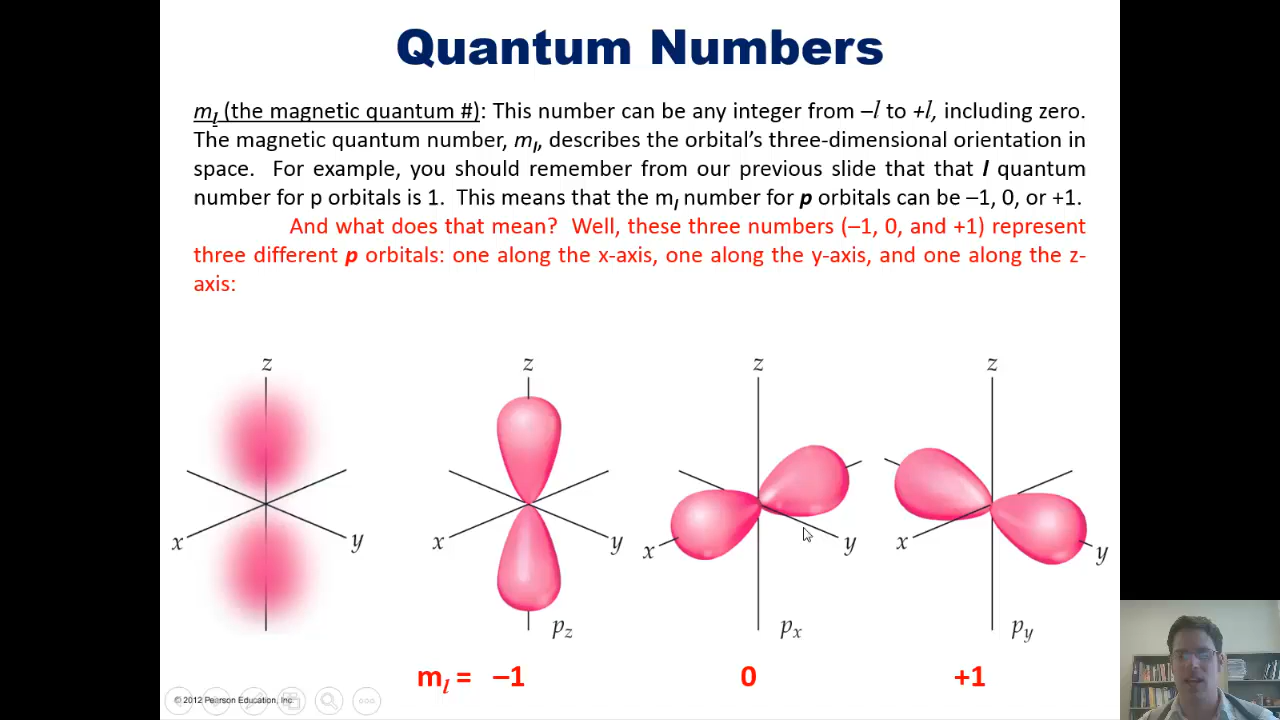 Quantum Numbers
ml (the magnetic quantum #): This number can be any integer from –l to +l, including zero.
The magnetic quantum number, ml, describes the orbital’s three-dimensional orientation in
space. For example, you should remember from our previous slide that that l quantum
number for p orbitals is 1. This means that the ml number for p orbitals can be –1, 0, or +1.
And what does that mean? Well, these three numbers (–1, 0, and +1) represent
three different p orbitals: one along the x-axis, one along the y-axis, and one along the z-
axis:
z z z z
x y x y x y x y
pz px py
ml = –1 0 +1
© 2012 Pearson Education, Inc.